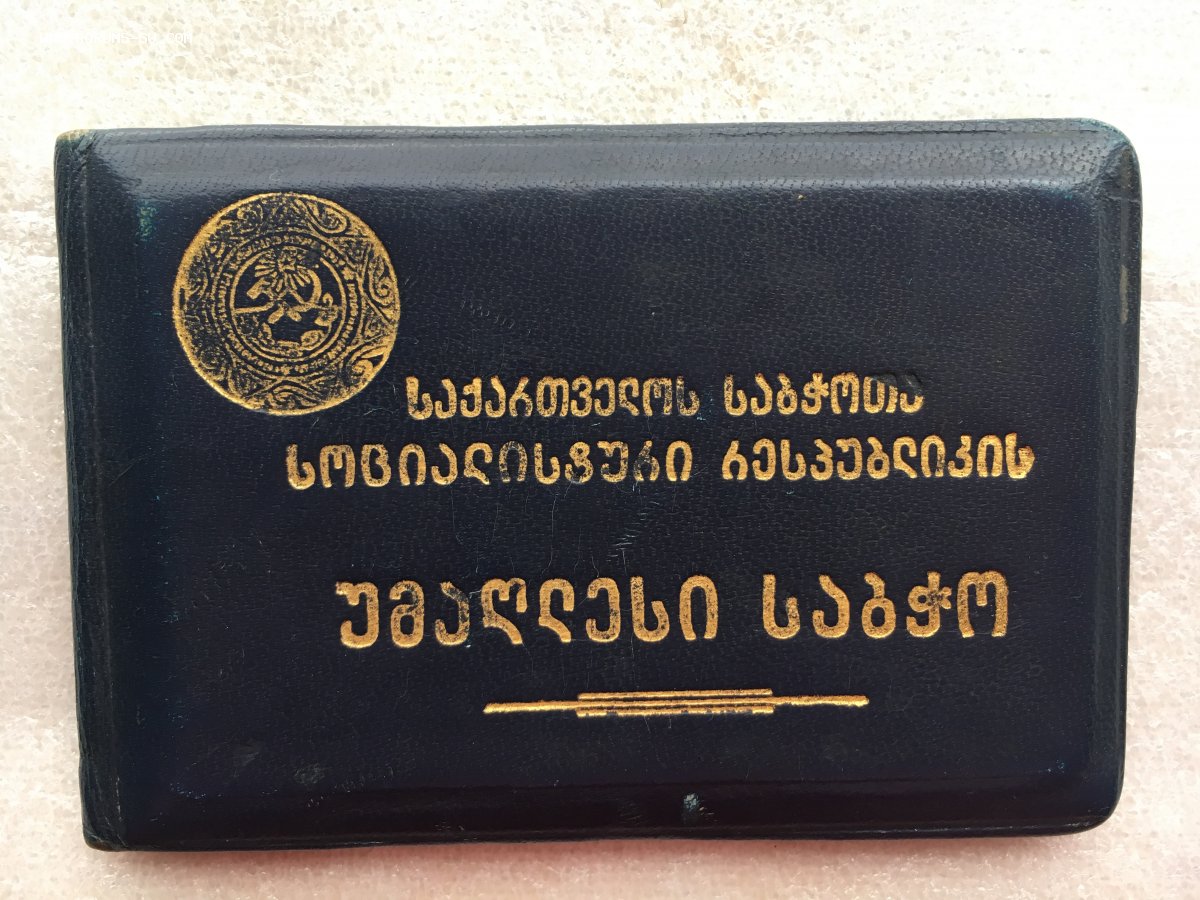 საქართველოს საბჭოთა
სოციალისტური რესპუბლიკის
უმაღლესი საბჭო